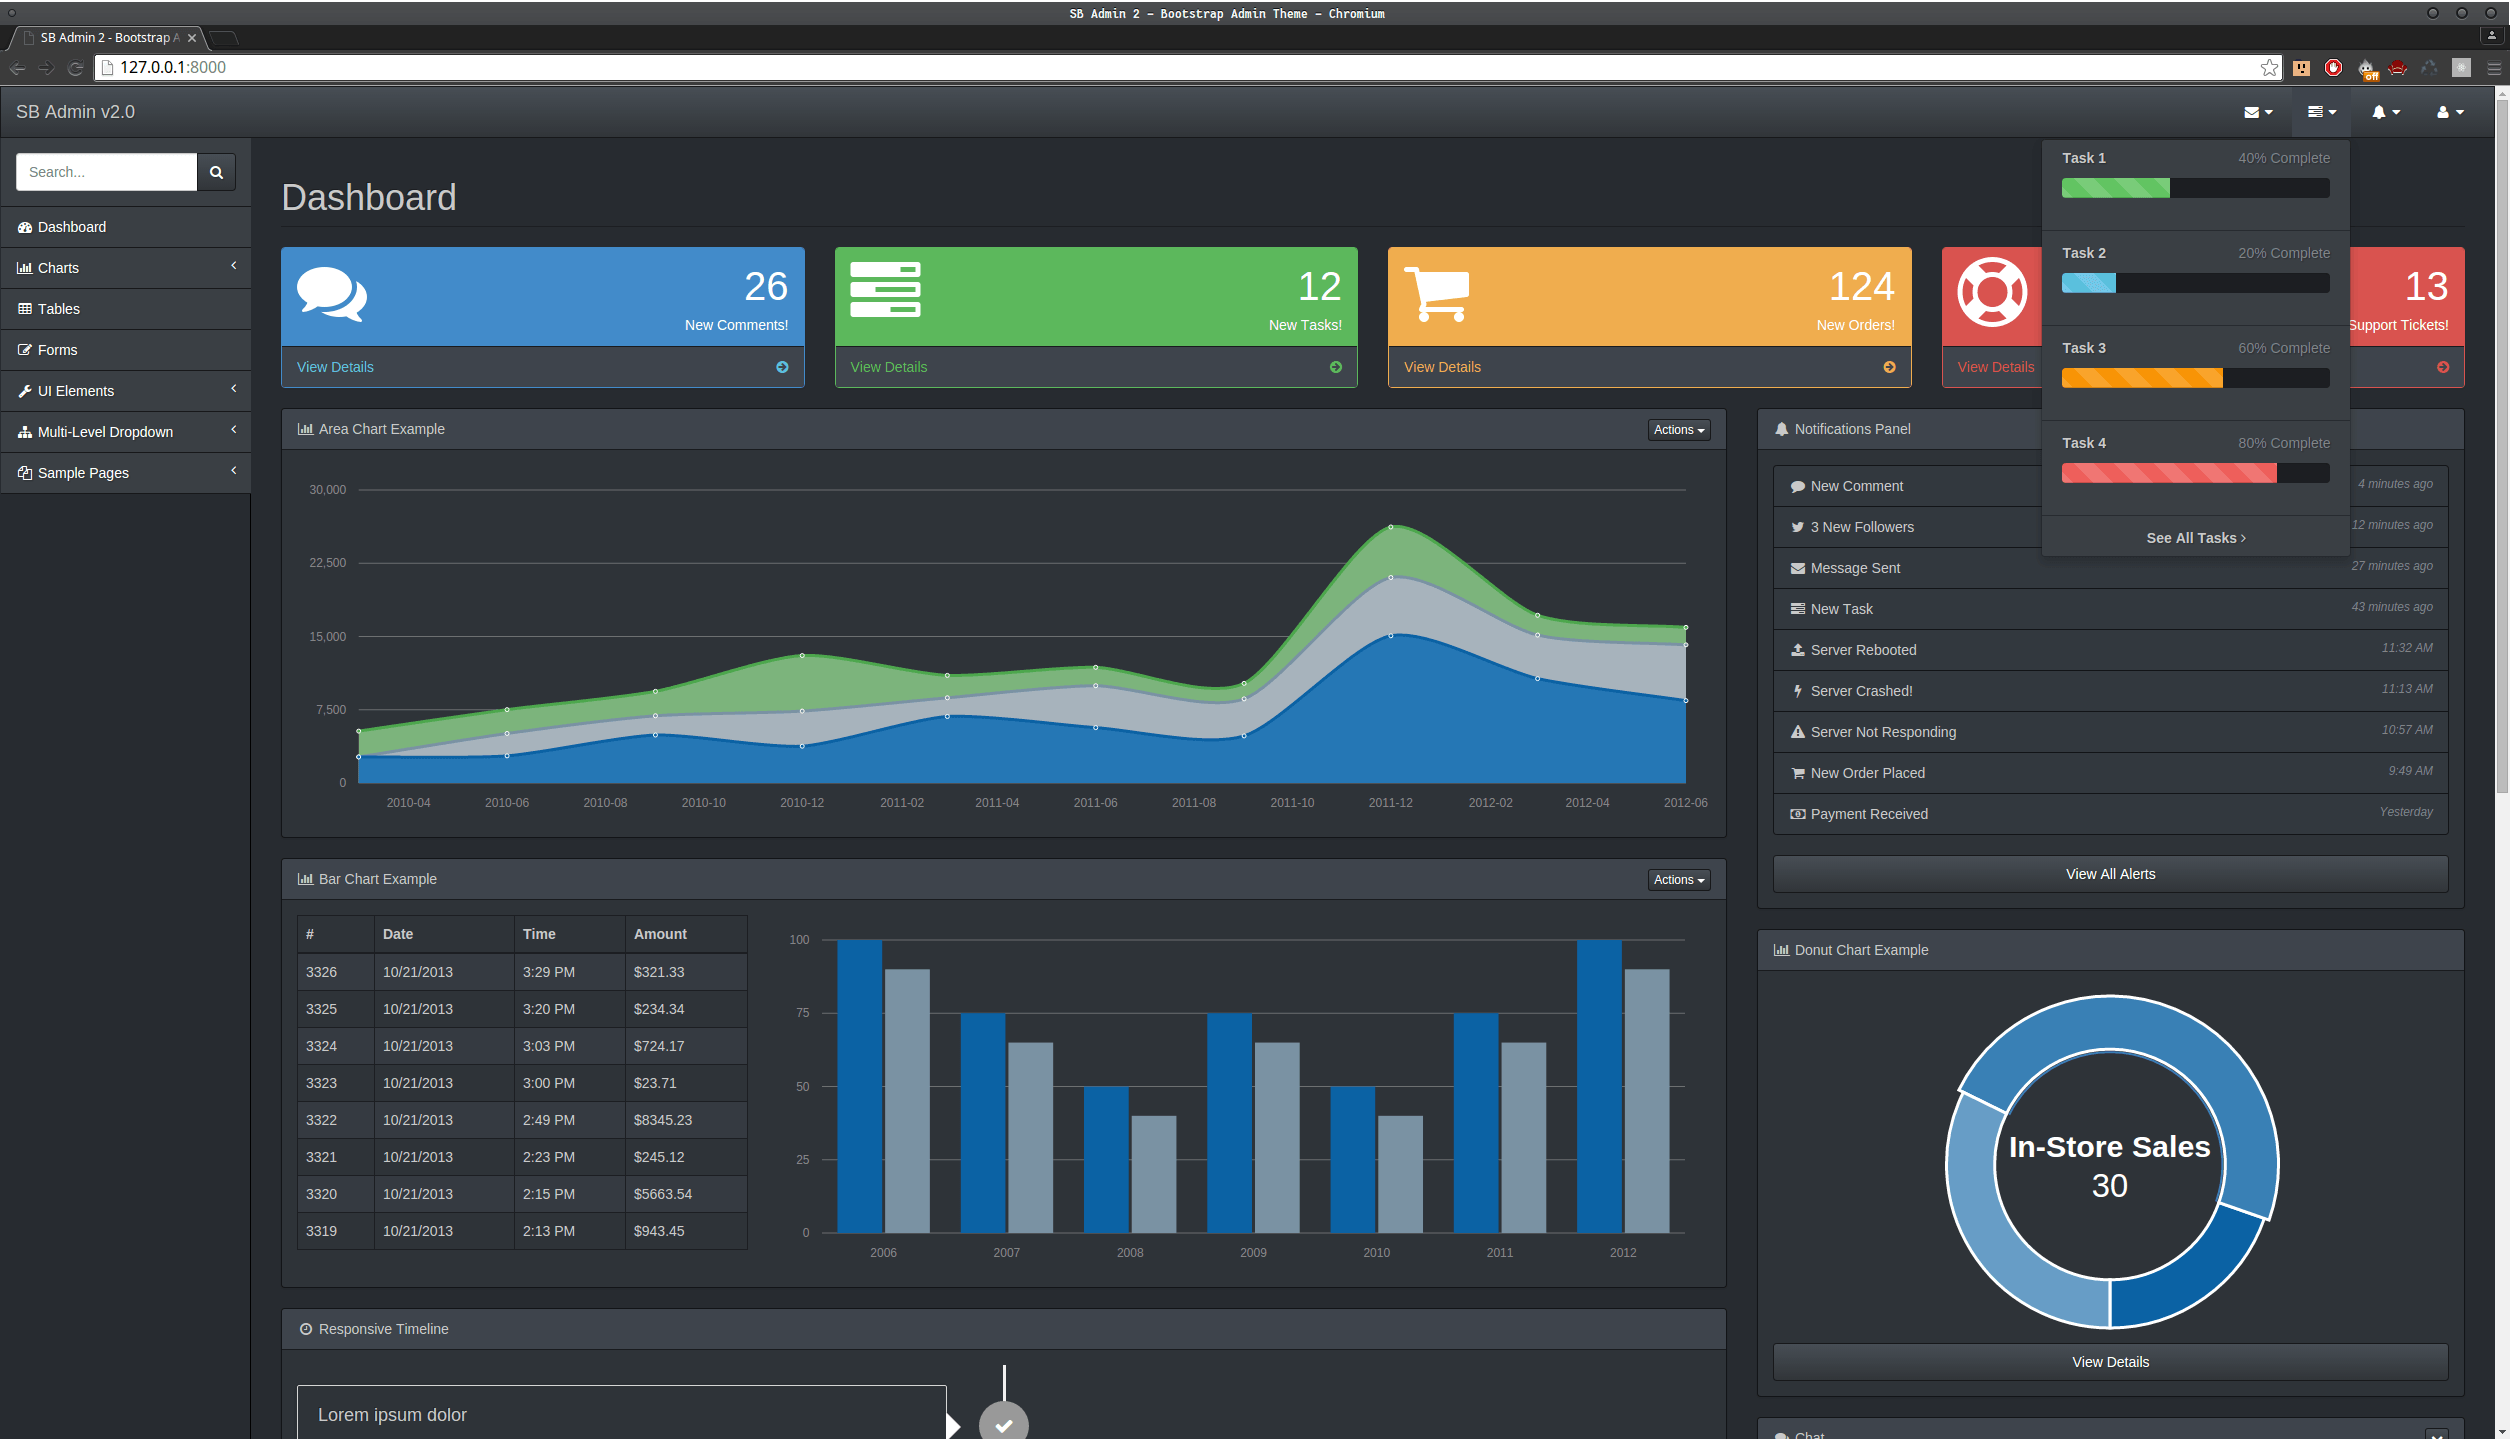 SB Admin 2 - Bootstrap Admin Theme - Chromium
SB Admin 2 - Bootstrap A
127.0.0.1:8000
off
SB Admin v2.0
Search...
Dashboard
Charts
Tables
Forms
UI Elements
Multi-Level Dropdown
Sample Pages
Dashboard
26
New Comments!
View Details
12
New Tasks!
View Details
124
New Orders!
View Details
13
Support Tickets!
View Details
Task 1 40% Complete
Task 2 20% Complete
Task 3 60% Complete
Task 4 80% Complete
See All Tasks
Area Chart Example Actions
30,000
22,500
15,000
7,500
0
2010-04 2010-06 2010-08 2010-10 2010-12 2011-02 2011-04 2011-06 2011-08 2011-10 2011-12 2012-02 2012-04 2012-06
Notifications Panel
New Comment 4 minutes ago
3 New Followers 12 minutes ago
Message Sent 27 minutes ago
New Task 43 minutes ago
Server Rebooted 11:32 AM
Server Crashed! 11:13 AM
Server Not Responding 10:57 AM
New Order Placed 9:49 AM
Payment Received Yesterday
View All Alerts
Bar Chart Example Actions
# Date Time Amount
3326 10/21/2013 3:29 PM $321.33
3325 10/21/2013 3:20 PM $234.34
3324 10/21/2013 3:03 PM $724.17
3323 10/21/2013 3:00 PM $23.71
3322 10/21/2013 2:49 PM $8345.23
3321 10/21/2013 2:23 PM $245.12
3320 10/21/2013 2:15 PM $5663.54
3319 10/21/2013 2:13 PM $943.45
100
75
50
25
0
2006 2007 2008 2009 2010 2011 2012
Donut Chart Example
In-Store Sales
30
View Details
Responsive Timeline
Lorem ipsum dolor
Chat